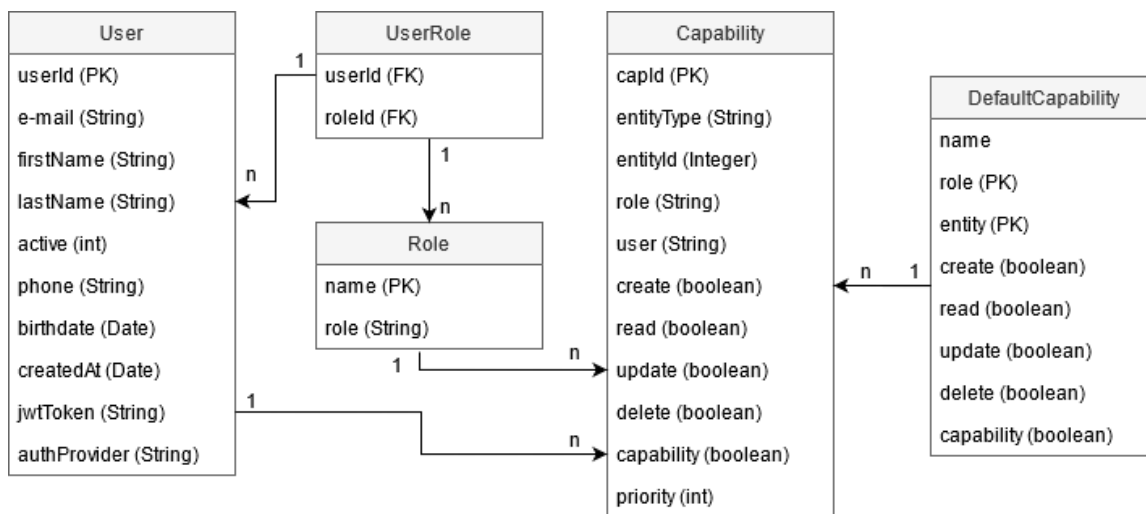 User
userId (PK)
e-mail (String)
firstName (String)
lastName (String)
active (int)
phone (String)
birthdate (Date)
createdAt (Date)
jwtToken (String)
authProvider (String)
1
n
UserRole
userId (FK)
roleId (FK)
1
n
Role
name (PK)
role (String)
1
n
1
n
Capability
capId (PK)
entityType (String)
entityId (Integer)
role (String)
user (String)
create (boolean)
read (boolean)
update (boolean)
delete (boolean)
capability (boolean)
priority (int)
n
1
DefaultCapability
name
role (PK)
entity (PK)
create (boolean)
read (boolean)
update (boolean)
delete (boolean)
capability (boolean)